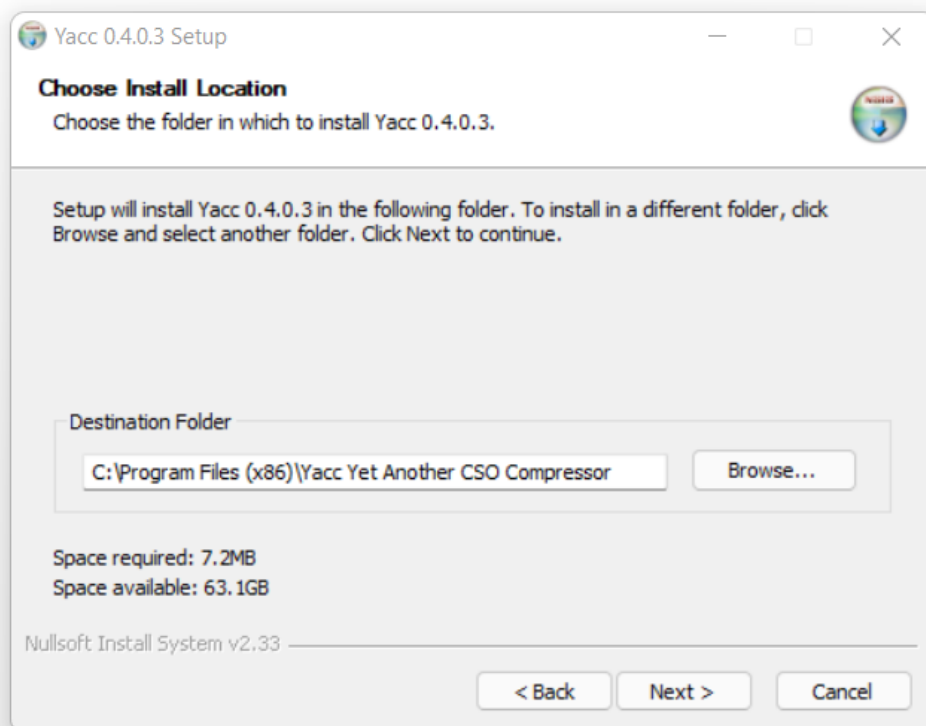 Yacc 0.4.0.3 Setup
Choose Install Location
Choose the folder in which to install Yacc 0.4.0.3.
Setup will install Yacc 0.4.0.3 in the following folder. To install in a different folder, click
Browse and select another folder. Click Next to continue.
Destination Folder
C:\Program Files (x86)\Yacc Yet Another CSO Compressor
Browse...
Space required: 7.2MB
Space available: 63.1GB
Nullsoft Install System v2.33
< Back
Next >
Cancel